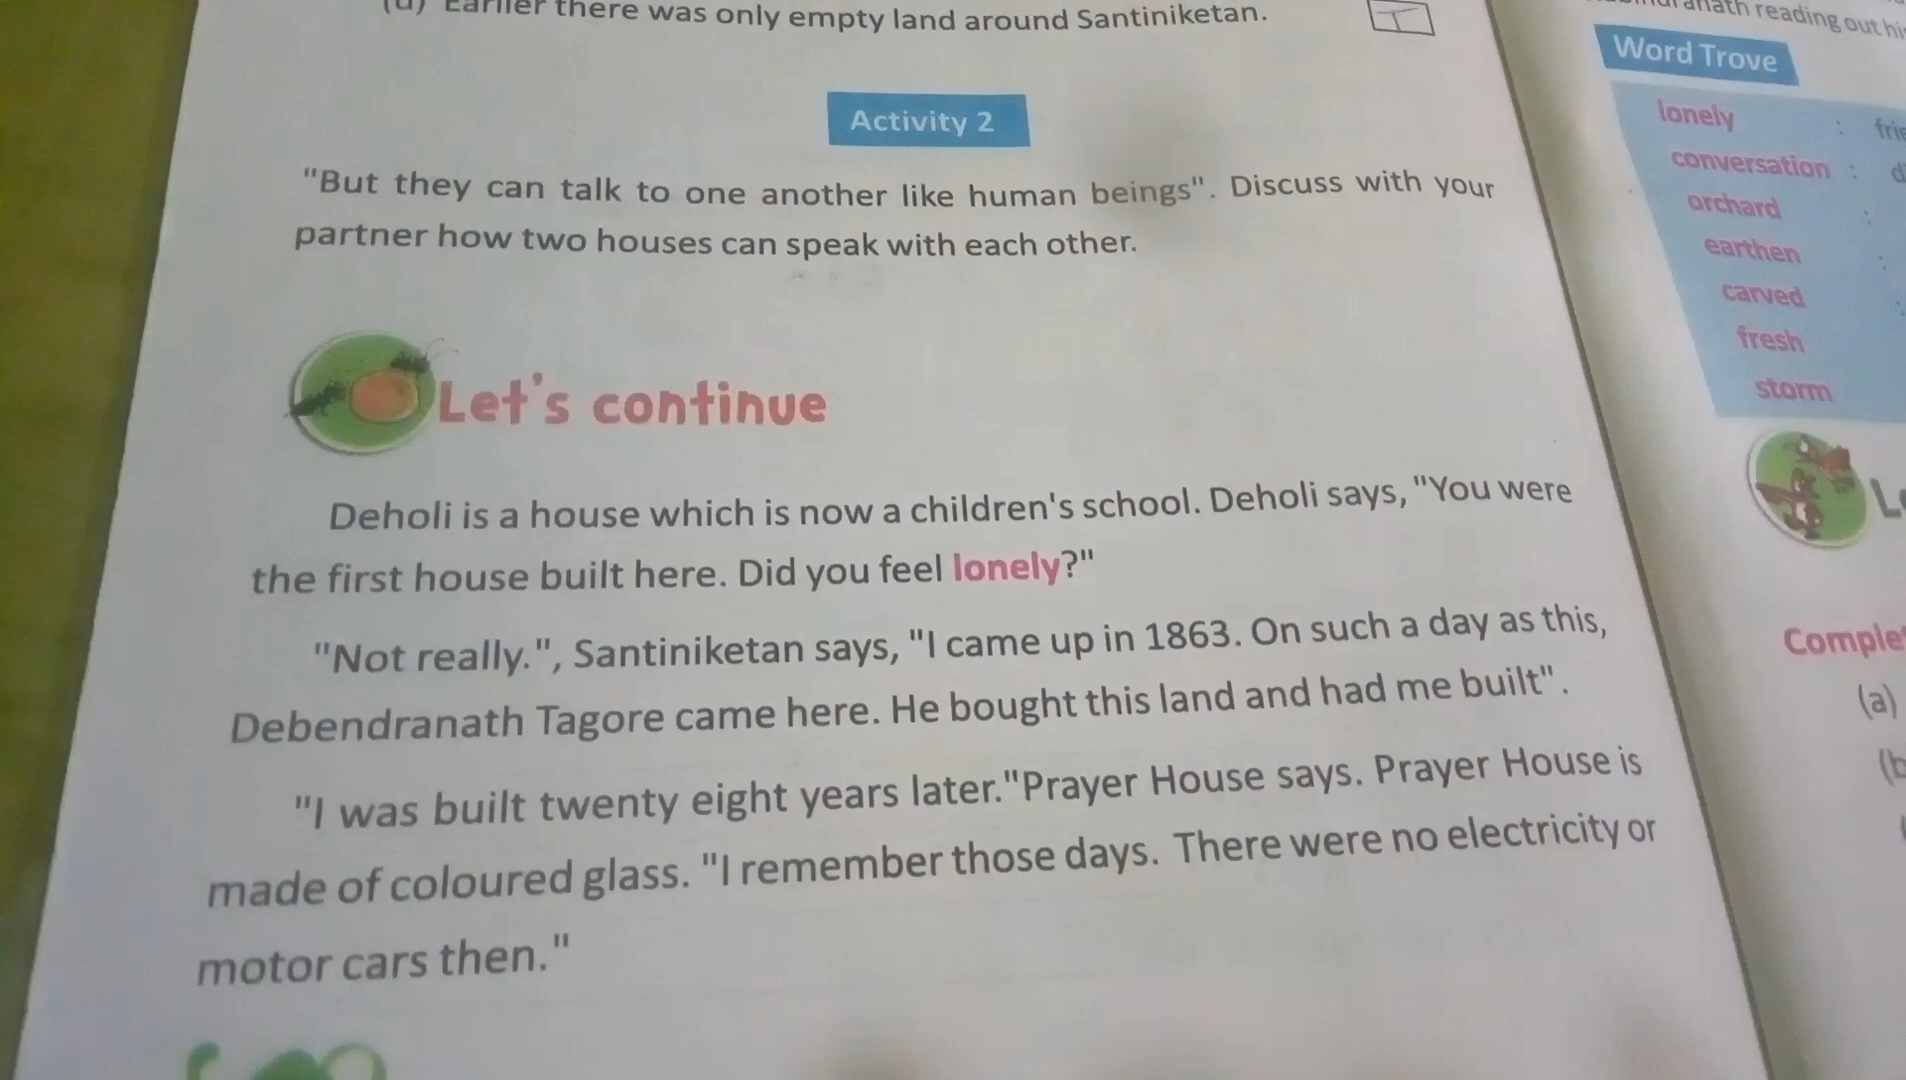 (d) Earlier there was only empty land around Santiniketan.
T
Activity 2
"But they can talk to one another like human beings". Discuss with your
partner how two houses can speak with each other.
Let's continue
Deholi is a house which is now a children's school. Deholi says, "You were
the first house built here. Did you feel lonely?"
"Not really.", Santiniketan says, "I came up in 1863. On such a day as this,
Debendranath Tagore came here. He bought this land and had me built".
"I was built twenty eight years later."Prayer House says. Prayer House is
made of coloured glass. "I remember those days. There were no electricity or
motor cars then."
reading out
Word Trove
lonely :
conversation :
orchard :
earthen :
carved :
fresh
storm
(a)